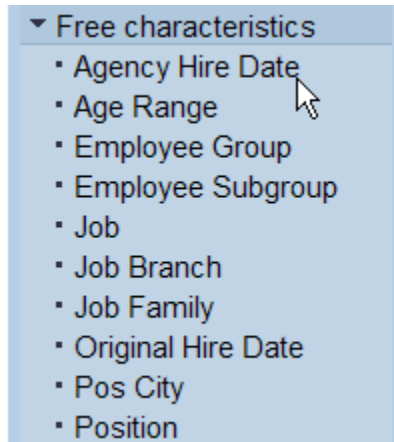 Free characteristics
Agency Hire Date
Age Range
Employee Group
Employee Subgroup
Job
Job Branch
Job Family
Original Hire Date
Pos City
Position